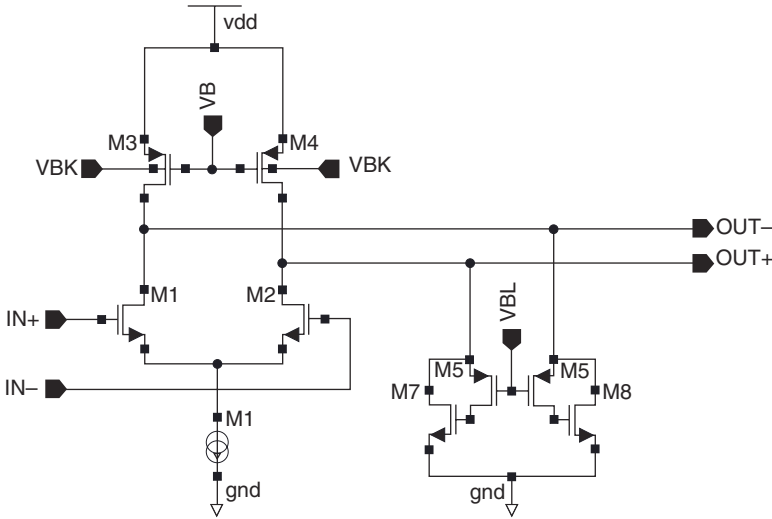 vdd
VB
M3
M4
VBK
VBK
OUT–
OUT+
M1
M2
IN+
VBL
IN–
M5
M5
M7
M8
M1
gnd
gnd